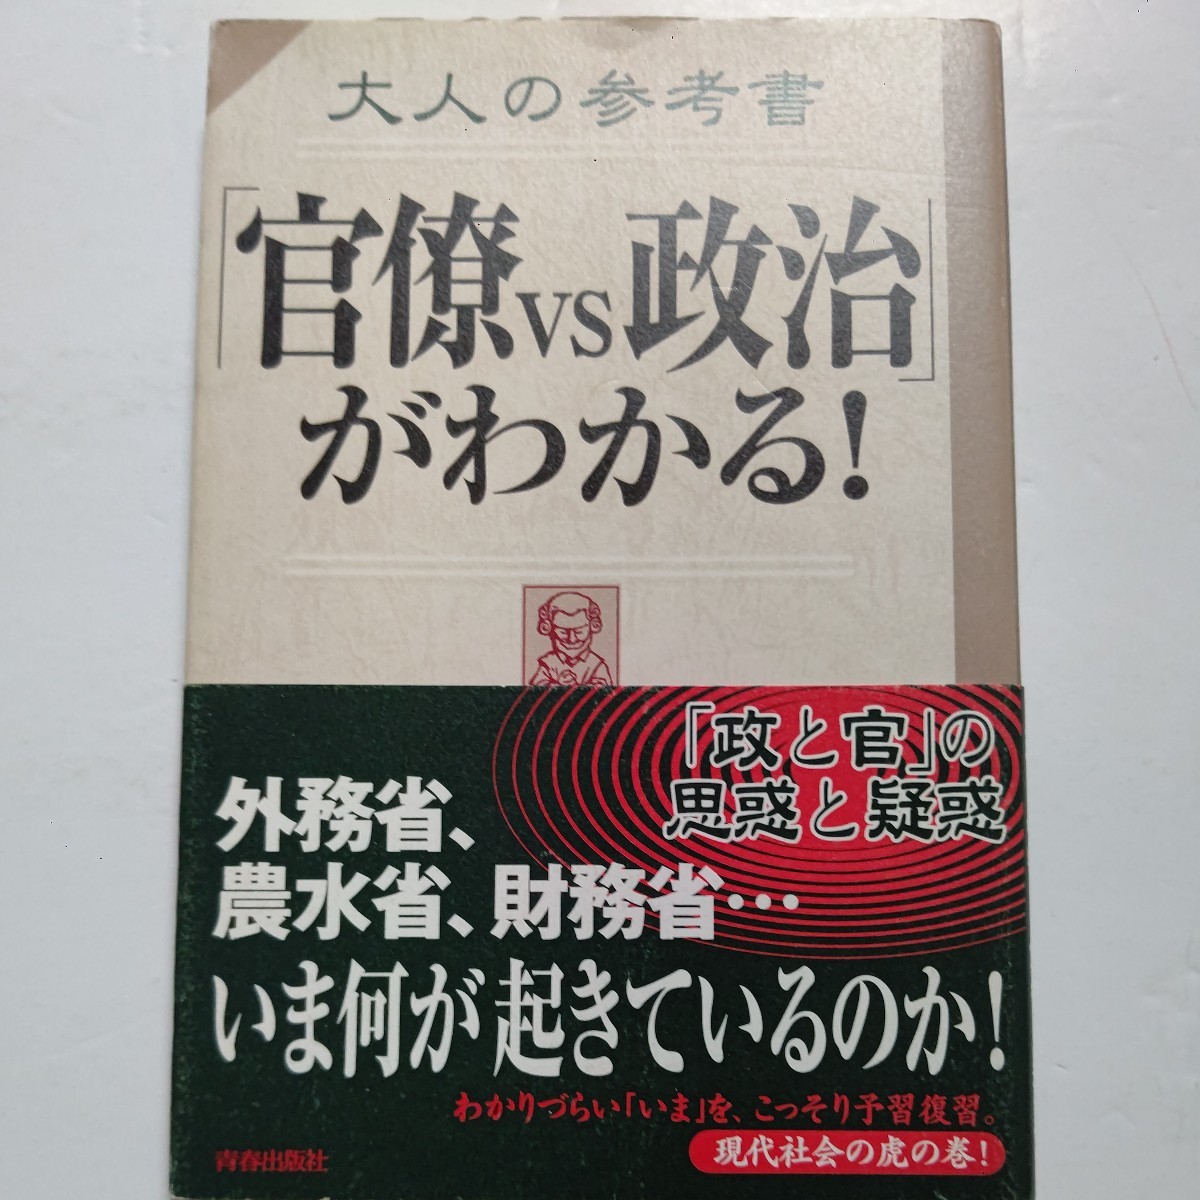 大人の参考書
「官僚vs政治」
がわかる!
「政と官」の
思惑と疑惑
外務省、
農水省、財務省…
いま何が起きているのか!
わかりづらい「いま」を、こっそり予習復習。
現代社会の虎の巻!
青春出版社